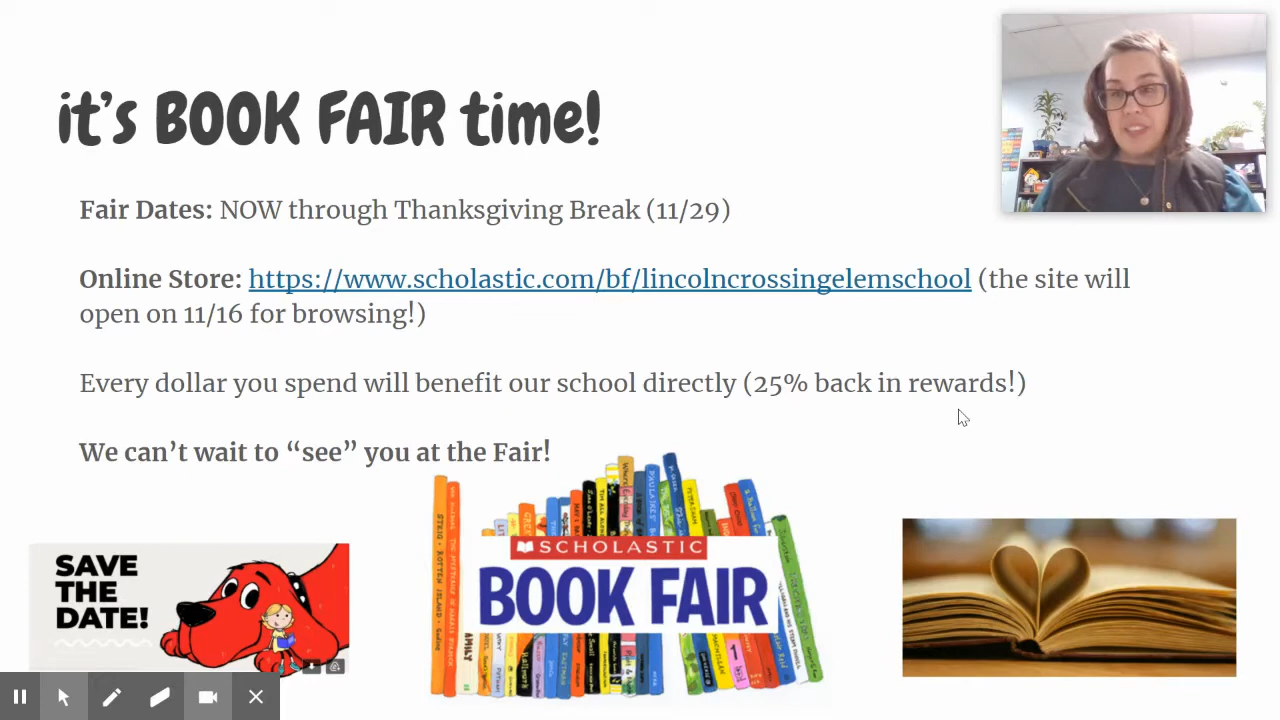 it's BOOK FAIR time!
Fair Dates: NOW through Thanksgiving Break (11/29)
Online Store: https://www.scholastic.com/bf/lincolncrossingelemschool (the site will
open on 11/16 for browsing!)
Every dollar you spend will benefit our school directly (25% back in rewards!)
We can't wait to “see” you at the Fair!
SAVE
THE
DATE!
SCHOLASTIC
BOOK FAIR